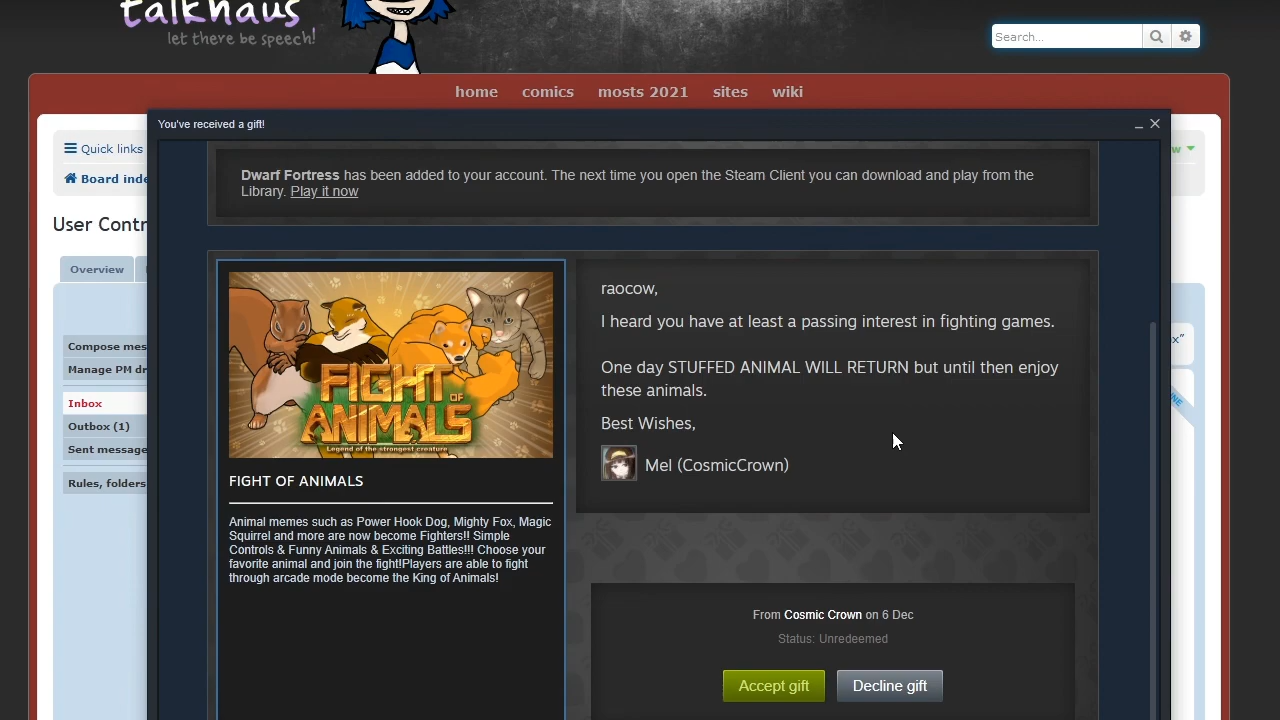 talkhaus
let there be speech!
Search...
home comics mosts 2021 sites wiki
You've received a gift!
Quick links
Board inde
User Contr
Overview
Compose mes
Manage PM dr
Inbox
Outbox (1)
Sent message
Rules, folders
Dwarf Fortress has been added to your account. The next time you open the Steam Client you can download and play from the
Library. Play it now
FIGHT OF
ANIMALS
Legend of the strongest creature
FIGHT OF ANIMALS
Animal memes such as Power Hook Dog, Mighty Fox, Magic
Squirrel and more are now become Fighters!! Simple
Controls & Funny Animals & Exciting Battles!!! Choose your
favorite animal and join the fight!Players are able to fight
through arcade mode become the King of Animals!
raocow,
I heard you have at least a passing interest in fighting games.
One day STUFFED ANIMAL WILL RETURN but until then enjoy
these animals.
Best Wishes,
Mel (CosmicCrown)
From Cosmic Crown on 6 Dec
Status: Unredeemed
Accept gift Decline gift